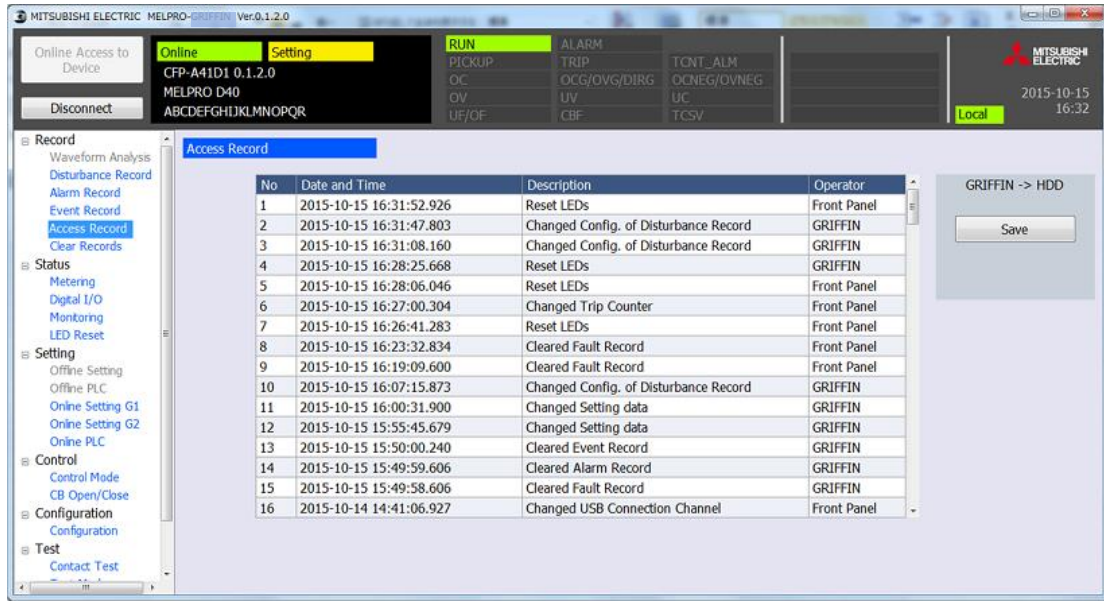 MITSUBISHI ELECTRIC MELPRO-GRIFFIN Ver.0.1.2.0
Online Access to
Device
Disconnect
Online Setting
CFP-A41D1 0.1.2.0
MELPRO D40
ABCDEFGHIJKLMNOPQR
RUN ALARM
PICKUP TRIP TCNT_ALM
OC OCG/OVG/DIRG OCNEG/OVNEG
OV UV UC
UF/OF CBF TCSV
MITSUBISHI
ELECTRIC
2015-10-15
16:32
Local
Record
Waveform Analysis
Disturbance Record
Alarm Record
Event Record
Access Record
Clear Records
Status
Metering
Digital I/O
Monitoring
LED Reset
Setting
Offline Setting
Offline PLC
Online Setting G1
Online Setting G2
Online PLC
Control
Control Mode
CB Open/Close
Configuration
Configuration
Test
Contact Test
Access Record
No Date and Time Description Operator
1 2015-10-15 16:31:52.926 Reset LEDs Front Panel
2 2015-10-15 16:31:47.803 Changed Config. of Disturbance Record GRIFFIN
3 2015-10-15 16:31:08.160 Changed Config. of Disturbance Record GRIFFIN
4 2015-10-15 16:28:25.668 Reset LEDs GRIFFIN
5 2015-10-15 16:28:06.046 Reset LEDs Front Panel
6 2015-10-15 16:27:00.304 Changed Trip Counter Front Panel
7 2015-10-15 16:26:41.283 Reset LEDs Front Panel
8 2015-10-15 16:23:32.834 Cleared Fault Record Front Panel
9 2015-10-15 16:19:09.600 Cleared Fault Record Front Panel
10 2015-10-15 16:07:15.873 Changed Config. of Disturbance Record GRIFFIN
11 2015-10-15 16:00:31.900 Changed Setting data GRIFFIN
12 2015-10-15 15:55:45.679 Changed Setting data GRIFFIN
13 2015-10-15 15:50:00.240 Cleared Event Record GRIFFIN
14 2015-10-15 15:49:59.606 Cleared Alarm Record GRIFFIN
15 2015-10-15 15:49:58.606 Cleared Fault Record GRIFFIN
16 2015-10-14 14:41:06.927 Changed USB Connection Channel Front Panel
GRIFFIN -> HDD
Save